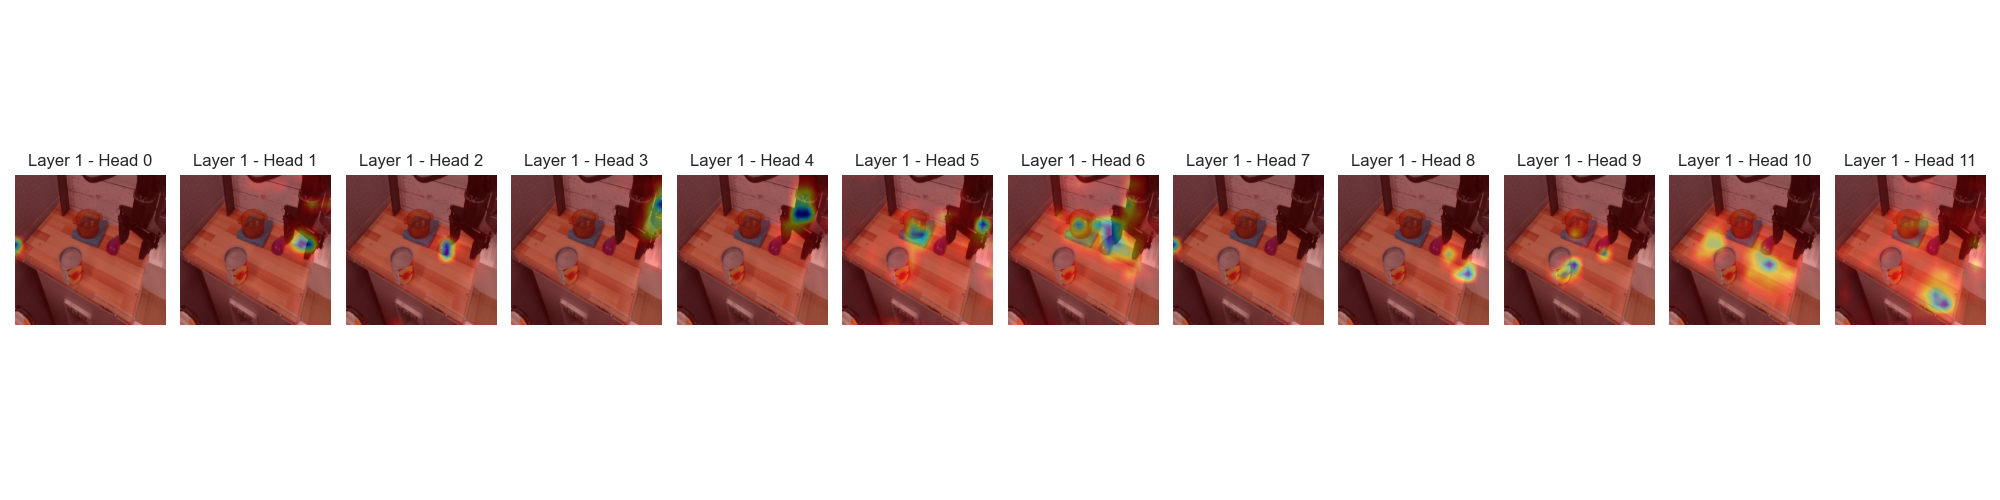 Layer 1 - Head 0
Layer 1 - Head 1
Layer 1 - Head 2
Layer 1 - Head 3
Layer 1 - Head 4
Layer 1 - Head 5
Layer 1 - Head 6
Layer 1 - Head 7
Layer 1 - Head 8
Layer 1 - Head 9
Layer 1 - Head 10
Layer 1 - Head 11